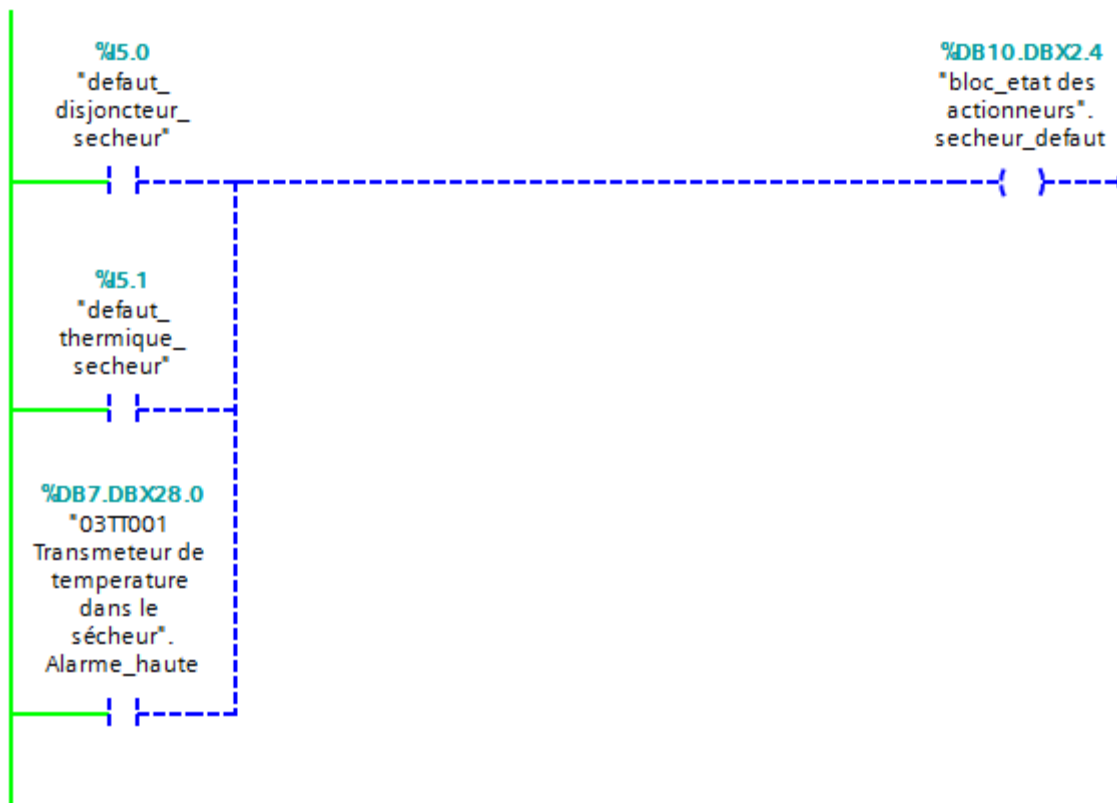 %I5.0
"defaut_
disjoncteur_
secheur"
%DB10.DBX2.4
"bloc_etat des
actionneurs".
secheur_defaut
%I5.1
"defaut_
thermique_
secheur"
%DB7.DBX28.0
"03TT001
Transmeteur de
temperature
dans le
sécheur".
Alarme_haute